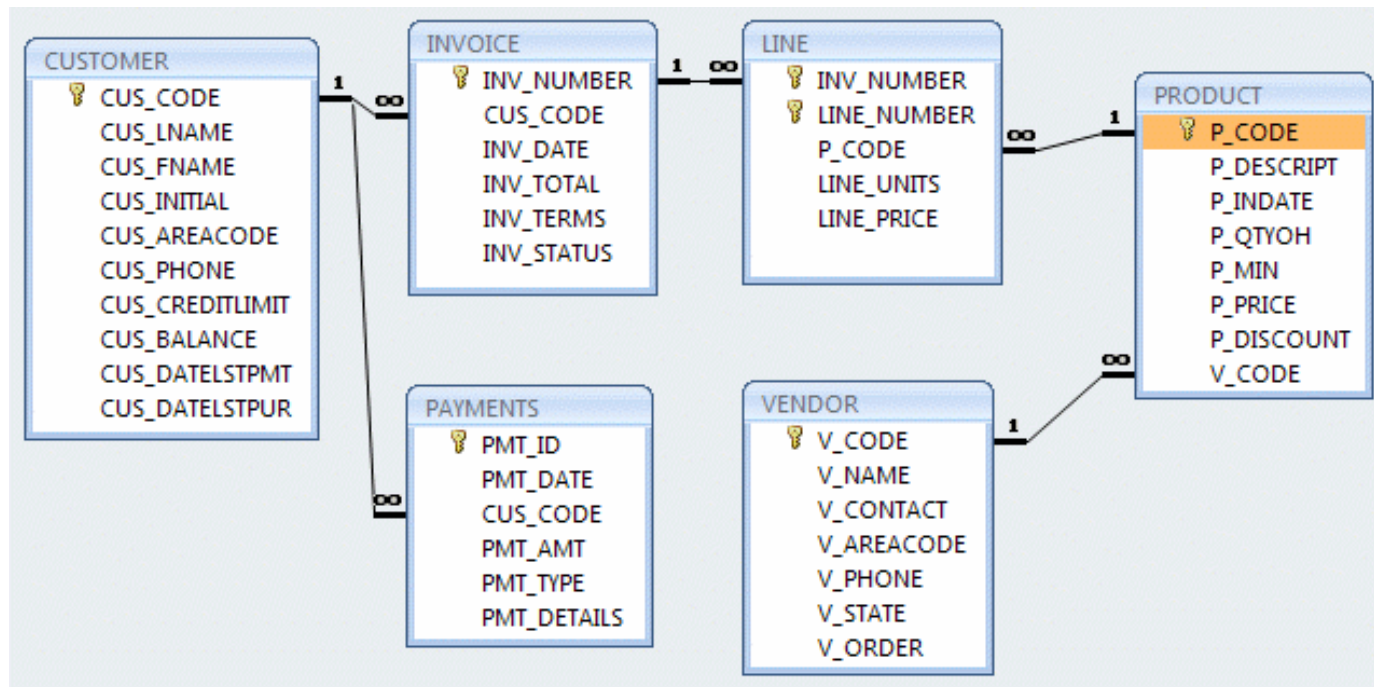 CUSTOMER
CUS_CODE
CUS_LNAME
CUS_FNAME
CUS_INITIAL
CUS_AREACODE
CUS_PHONE
CUS_CREDITLIMIT
CUS_BALANCE
CUS_DATELSTPMT
CUS_DATELSTPUR
1
∞
∞
INVOICE
INV_NUMBER
CUS_CODE
INV_DATE
INV_TOTAL
INV_TERMS
INV_STATUS
1
∞
LINE
INV_NUMBER
LINE_NUMBER
P_CODE
LINE_UNITS
LINE_PRICE
∞
1
PRODUCT
P_CODE
P_DESCRIPT
P_INDATE
P_QTYOH
P_MIN
P_PRICE
P_DISCOUNT
V_CODE
PAYMENTS
PMT_ID
PMT_DATE
CUS_CODE
PMT_AMT
PMT_TYPE
PMT_DETAILS
VENDOR
V_CODE
V_NAME
V_CONTACT
V_AREACODE
V_PHONE
V_STATE
V_ORDER
1
∞